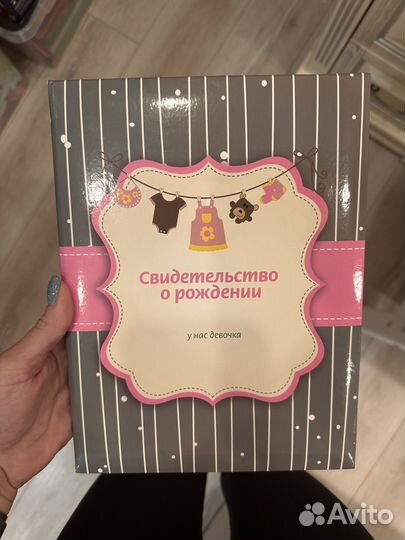 Свидетельство
о рождении
у нас девочка
Avito